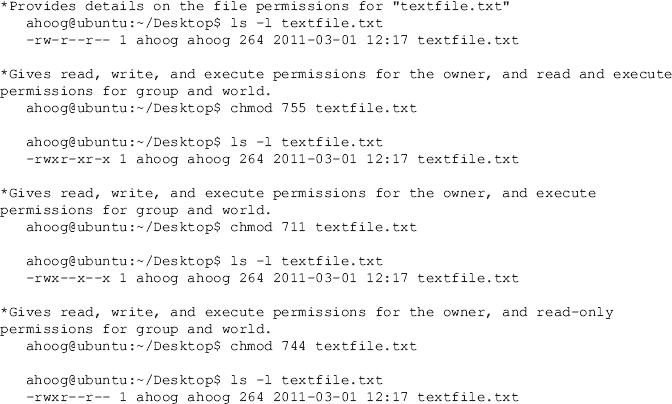 *Provides details on the file permissions for "textfile.txt"
ahoog@ubuntu:~/Desktop$ ls -l textfile.txt
-rw-r--r-- 1 ahoog ahoog 264 2011-03-01 12:17 textfile.txt
*Gives read, write, and execute permissions for the owner, and read and execute
permissions for group and world.
ahoog@ubuntu:~/Desktop$ chmod 755 textfile.txt
ahoog@ubuntu:~/Desktop$ ls -l textfile.txt
-rwxr-xr-x 1 ahoog ahoog 264 2011-03-01 12:17 textfile.txt
*Gives read, write, and execute permissions for the owner, and execute
permissions for group and world.
ahoog@ubuntu:~/Desktop$ chmod 711 textfile.txt
ahoog@ubuntu:~/Desktop$ ls -l textfile.txt
-rwx--x--x 1 ahoog ahoog 264 2011-03-01 12:17 textfile.txt
*Gives read, write, and execute permissions for the owner, and read-only
permissions for group and world.
ahoog@ubuntu:~/Desktop$ chmod 744 textfile.txt
ahoog@ubuntu:~/Desktop$ ls -l textfile.txt
-rwxr--r-- 1 ahoog ahoog 264 2011-03-01 12:17 textfile.txt